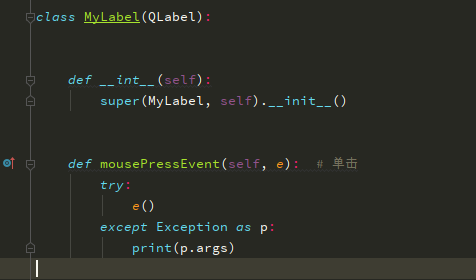 class MyLabel(QLabel):
def __int__(self):
super(MyLabel, self).__init__()
def mousePressEvent(self, e):  # 单击
try:
e()
except Exception as p:
print(p.args)